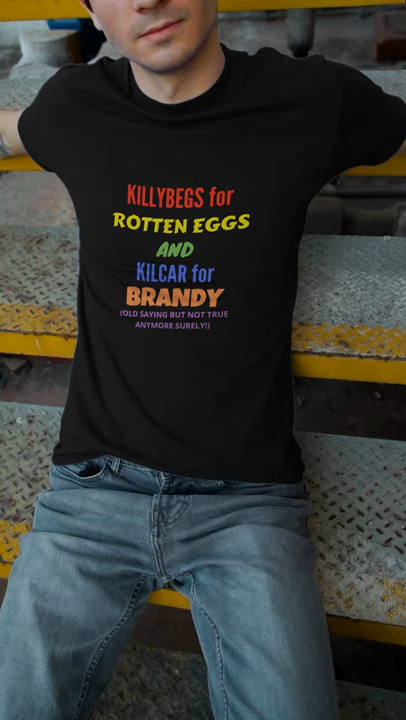 KILLYBEGS for
ROTTEN EGGS
AND
KILCAR for
BRANDY
(OLD SAYING BUT NOT TRUE
ANYMORE SURELY!)